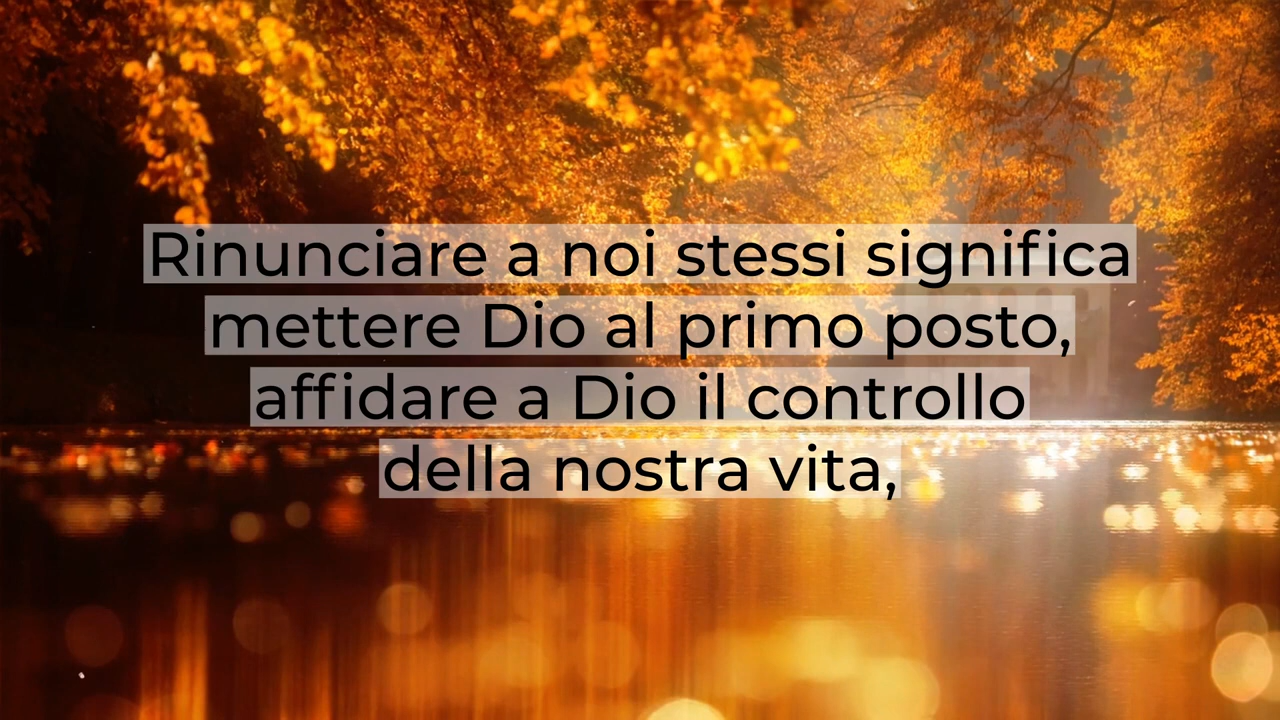 Rinunciare a noi stessi significa
mettere Dio al primo posto,
affidare a Dio il controllo
della nostra vita,